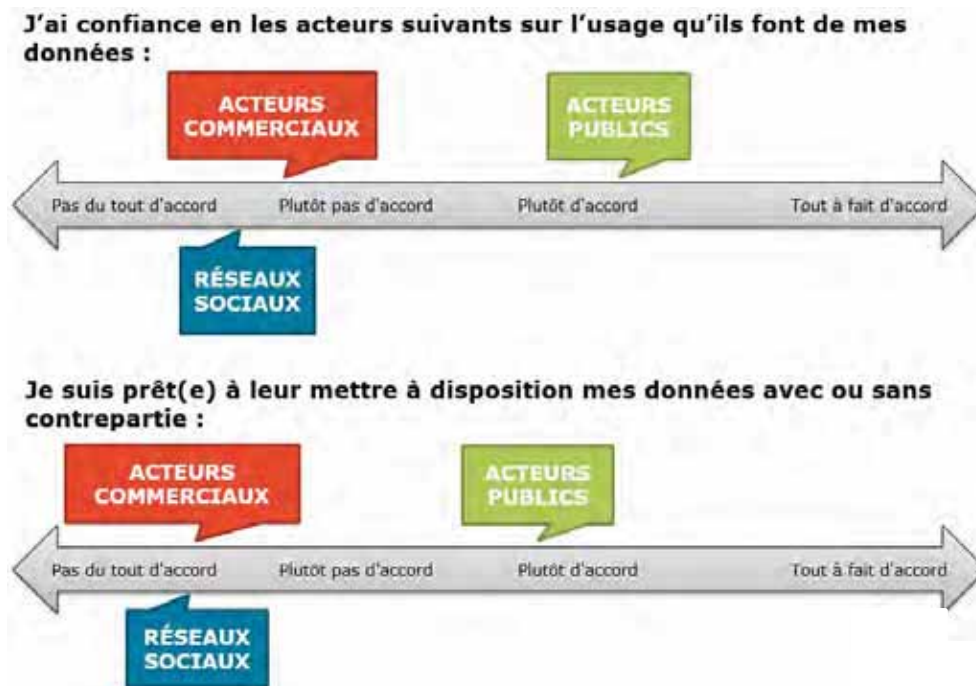 J'ai confiance en les acteurs suivants sur l'usage qu'ils font de mes
données :
ACTEURS
COMMERCIAUX
ACTEURS
PUBLICS
Pas du tout d'accord
Plutôt pas d'accord
Plutôt d'accord
Tout à fait d'accord
RÉSEAUX
SOCIAUX
Je suis prêt(e) à leur mettre à disposition mes données avec ou sans
contrepartie :
ACTEURS
COMMERCIAUX
ACTEURS
PUBLICS
Pas du tout d'accord
Plutôt pas d'accord
Plutôt d'accord
Tout à fait d'accord
RÉSEAUX
SOCIAUX